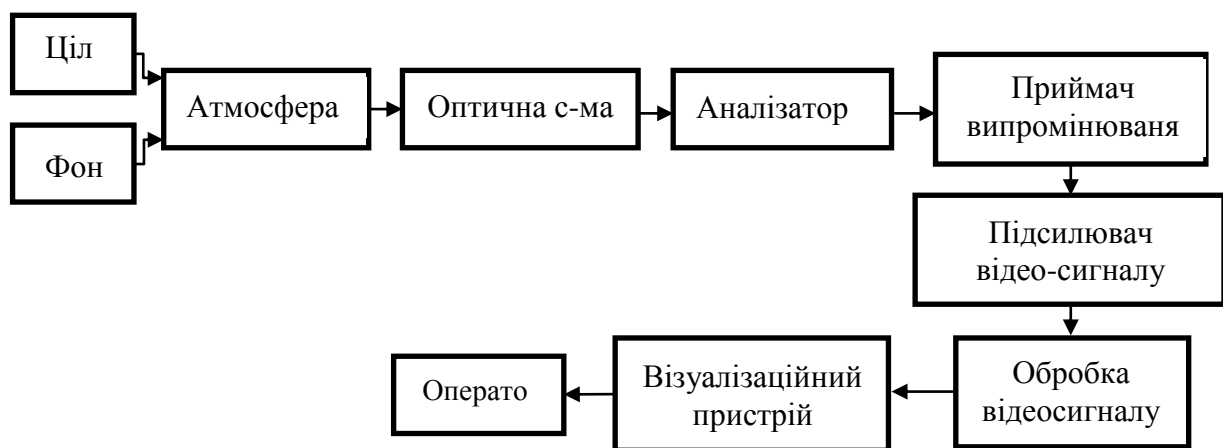 Ціл
Фон
Атмосфера
Оптична с-ма
Аналізатор
Приймач
випромінюваня
Підсилювач
відео-сигналу
Обробка
відеосигналу
Візуалізаційний
пристрій
Операто